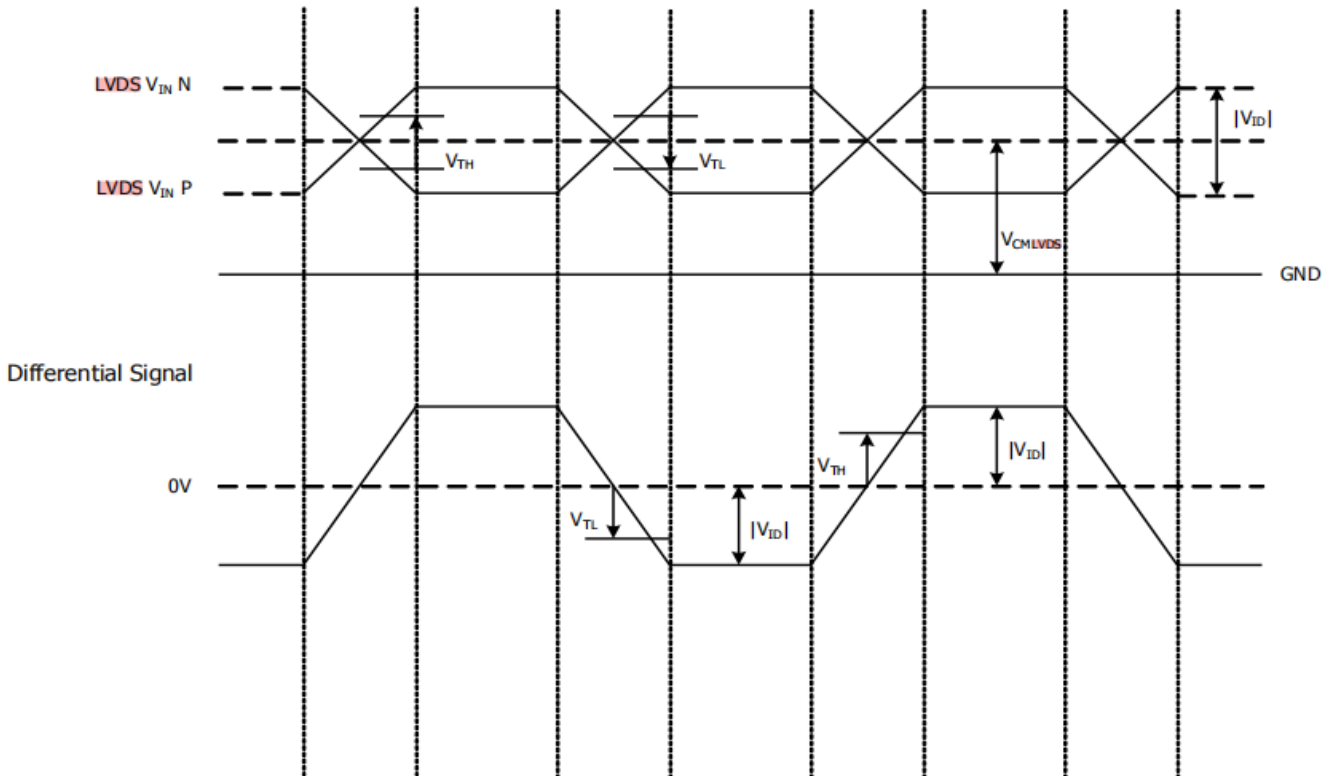 LVDS VIN N
|VID|
VTH
VTL
LVDS VIN P
VCMLVDS
GND
Differential Signal
|VID|
VTH
0V
VTL
|VID|